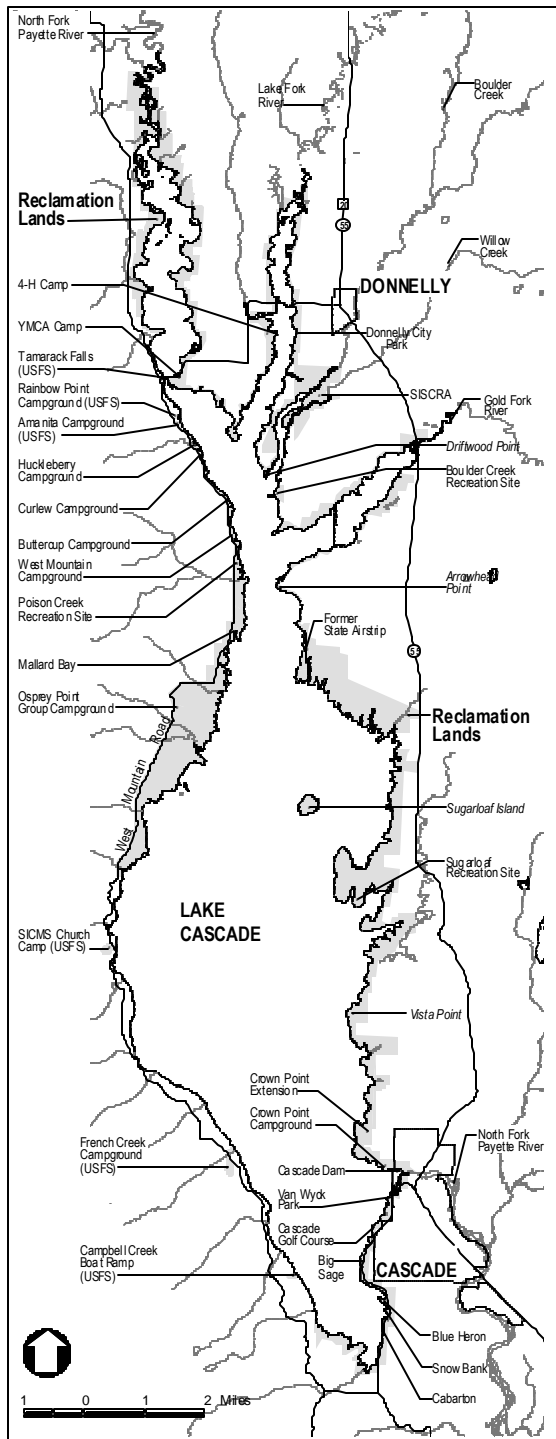 North Fork
Payette River
Lake Fork
River
Boulder
Creek
Reclamation
Lands
20
55
Willow
Creek
4-H Camp
DONNELLY
YMCA Camp
Donnelly City
Park
Tamarack Falls
(USFS)
Rainbow Point
Campground (USFS)
SISCRA
Gold Fork
River
Amanita Campground
(USFS)
Driftwood Point
Huckleberry
Campground
Boulder Creek
Recreation Site
Curlew Campground
Buttercup Campground
West Mountain
Campground
Arrowhead
Point
Poison Creek
Recreation Site
Former
State Airstrip
55
Mallard Bay
Osprey Point
Group Campground
Reclamation
Lands
West Mountain Road
Sugarloaf Island
Sugarloaf
Recreation Site
LAKE
CASCADE
SICMS Church
Camp (USFS)
Vista Point
Crown Point
Extension
Crown Point
Campground
North Fork
Payette River
French Creek
Campground
(USFS)
Cascade Dam
Van Wyck
Park
Cascade
Golf Course
Campbell Creek
Boat Ramp
(USFS)
Big
Sage
CASCADE
Blue Heron
Snow Bank
Cabarton
1 0 1 2 Miles